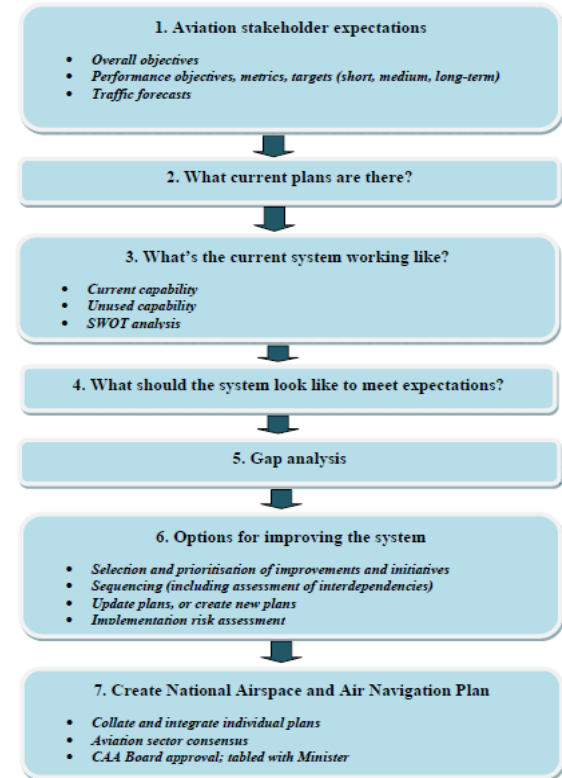 1. Aviation stakeholder expectations
• Overall objectives
• Performance objectives, metrics, targets (short, medium, long-term)
• Traffic forecasts
2. What current plans are there?
3. What's the current system working like?
• Current capability
• Unused capability
• SWOT analysis
4. What should the system look like to meet expectations?
5. Gap analysis
6. Options for improving the system
• Selection and prioritisation of improvements and initiatives
• Sequencing (including assessment of interdependencies)
• Update plans, or create new plans
• Implementation risk assessment
7. Create National Airspace and Air Navigation Plan
• Collate and integrate individual plans
• Aviation sector consensus
• CAA Board approval; tabled with Minister